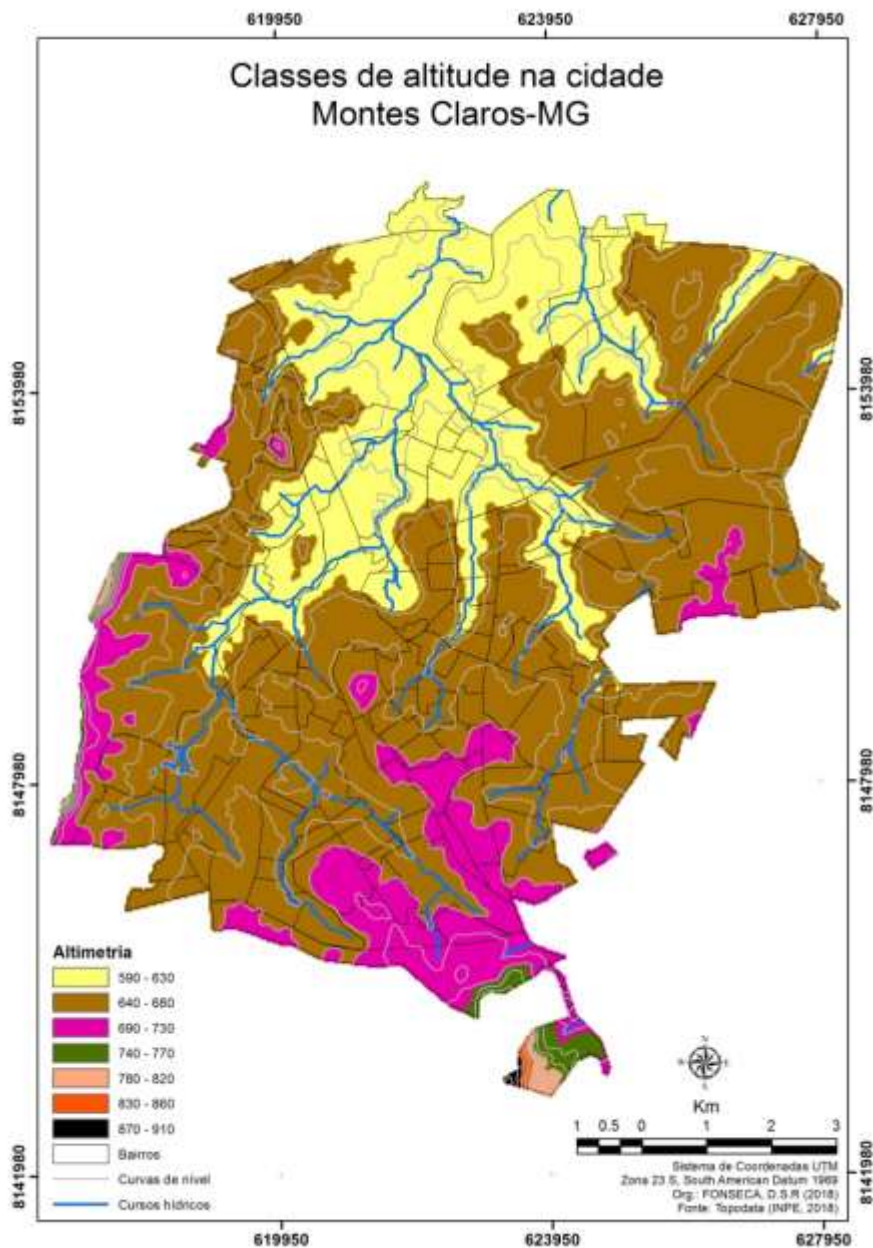 619950
623950
627950
Classes de altitude na cidade
Montes Claros-MG
8153980
8153980
8147980
8147980
Altimetria
590 - 630
640 - 680
690 - 730
740 - 770
780 - 820
830 - 860
870 - 910
Bairros
Curvas de nível
Cursos hídricos
N
W
E
S
Km
1 0.5 0 1 2 3
Sistema de Coordenadas UTM
Zona 23 S, South American Datum 1969
Org.: FONSECA, D.S.R (2018)
Fonte: Topodata (INPE, 2018)
8141980
8141980
619950
623950
627950